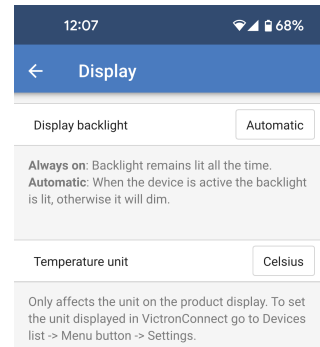 12:07
68%
Display
Display backlight
Automatic
Always on: Backlight remains lit all the time.
Automatic: When the device is active the backlight
is lit, otherwise it will dim.
Temperature unit
Celsius
Only affects the unit on the product display. To set
the unit displayed in VictronConnect go to Devices
list -> Menu button -> Settings.